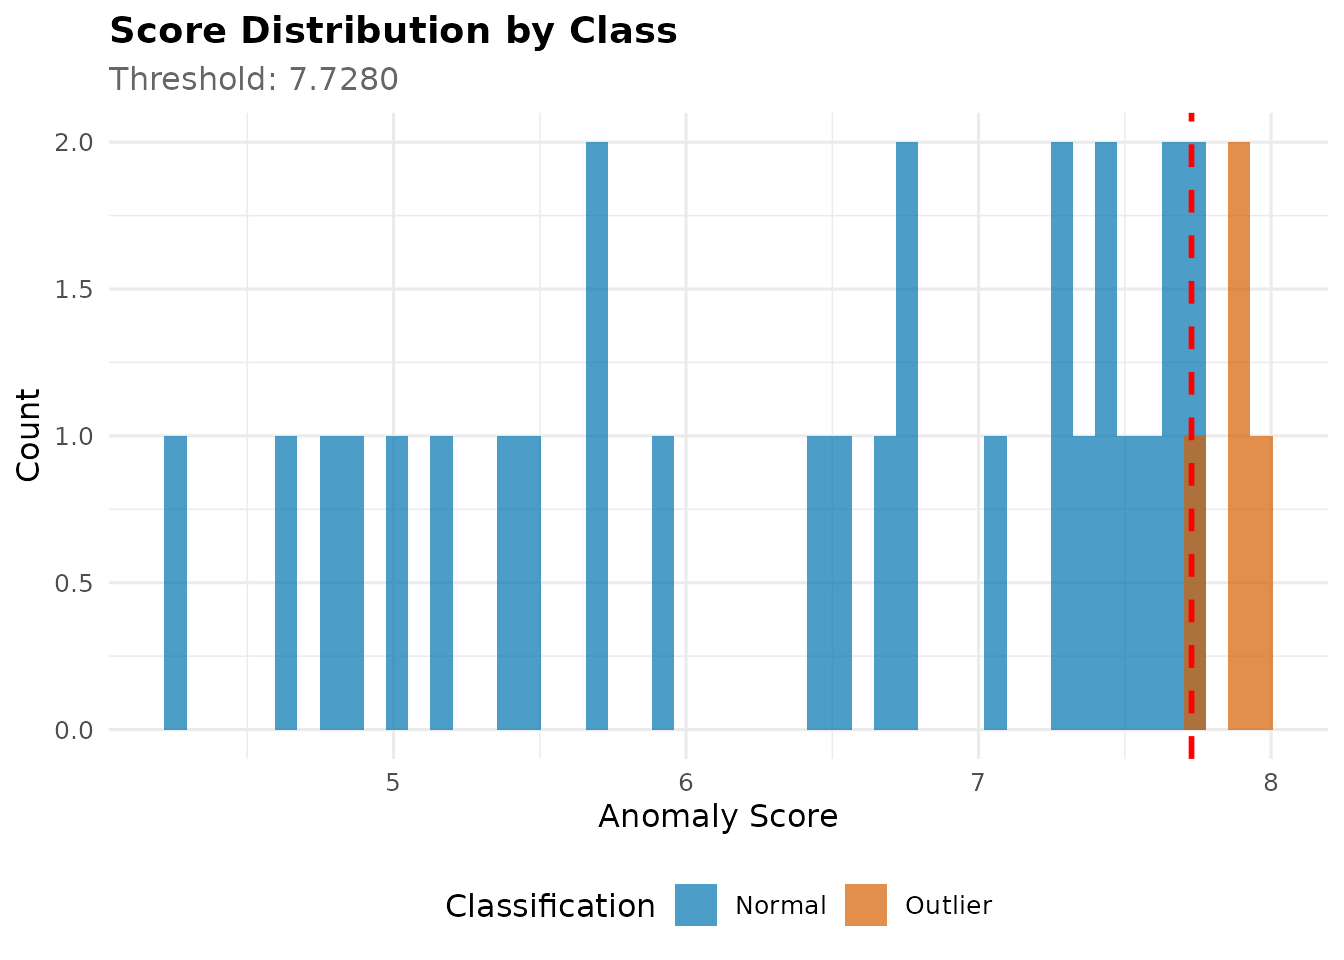 Score Distribution by Class
Threshold: 7.7280
2.0
1.5
1.0
0.5
0.0
Count
5 6 7 8
Anomaly Score
Classification Normal Outlier